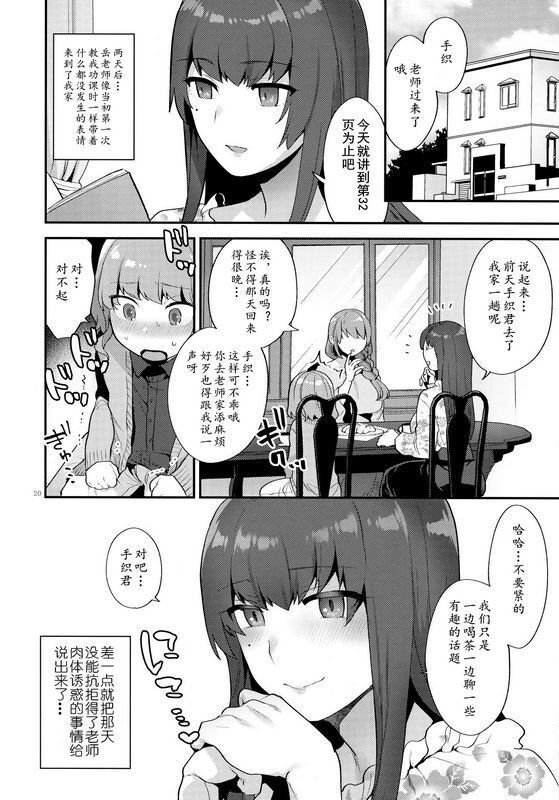 手织
老师过来了
哦
今天就讲到第32
页为止吧
两天后…
岳老师像当初第一次
教我功课时一样带着
什么都没发生的表情
来到了我家
说起来…
前天手织君去了
我家一趟呢
诶，真的吗？
怪不得那天回来
得很晚…
手织…
这样可不乖哦
你去老师家添麻烦
好歹也得跟我说一
声呀
对…
对不起
哈哈…不要紧的
我们只是
一边喝茶一边聊一些
有趣的话题
对吧…
手织君
差一点就把那天
没能抗拒得了老师
肉体诱惑的事情给
说出来了…
20